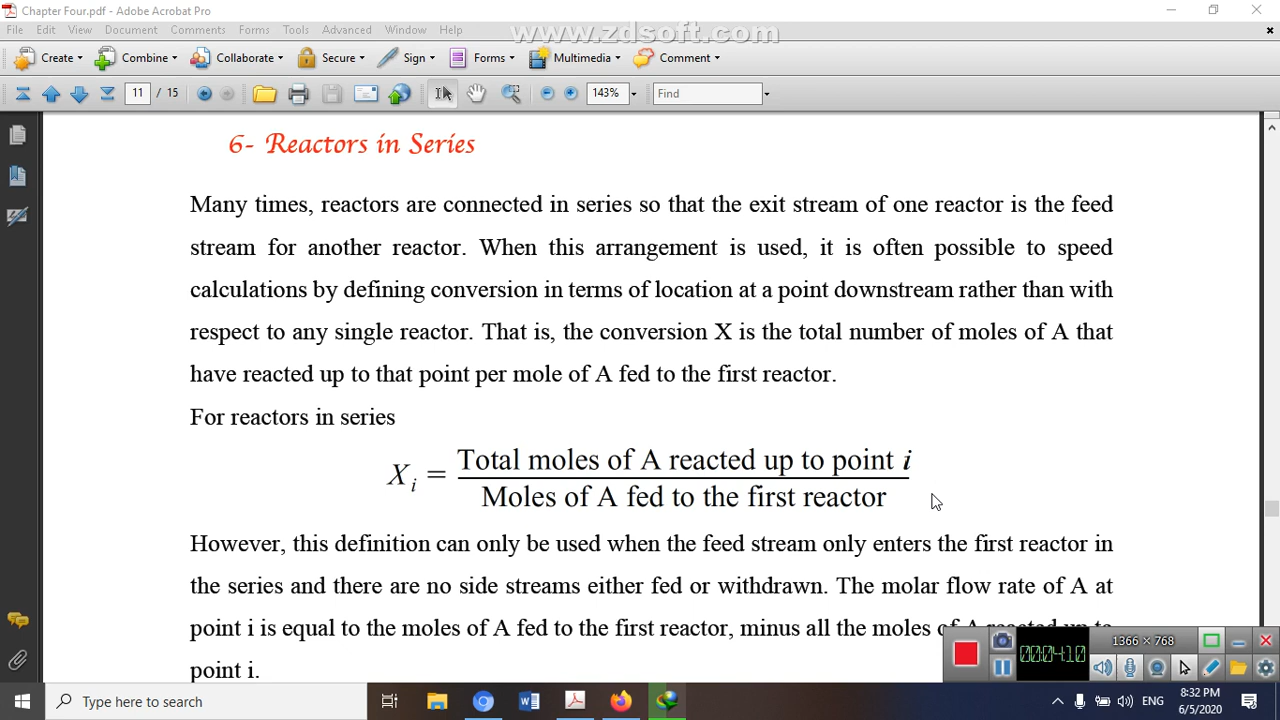 Chapter Four.pdf - Adobe Acrobat Pro
File Edit View Document Comments Forms Tools Advanced Window Help
www.zdsoft.com
Create Combine Collaborate Secure Sign Forms Multimedia Comment
11 / 15 143% Find
6- Reactors in Series
Many times, reactors are connected in series so that the exit stream of one reactor is the feed
stream for another reactor. When this arrangement is used, it is often possible to speed
calculations by defining conversion in terms of location at a point downstream rather than with
respect to any single reactor. That is, the conversion X is the total number of moles of A that
have reacted up to that point per mole of A fed to the first reactor.
For reactors in series
X i = Total moles of A reacted up to point i
Moles of A fed to the first reactor
However, this definition can only be used when the feed stream only enters the first reactor in
the series and there are no side streams either fed or withdrawn. The molar flow rate of A at
point i is equal to the moles of A fed to the first reactor, minus all the moles of A reacted up to
point i.
1366 × 768
00:04:10
Type here to search
ENG
8:32 PM
6/5/2020